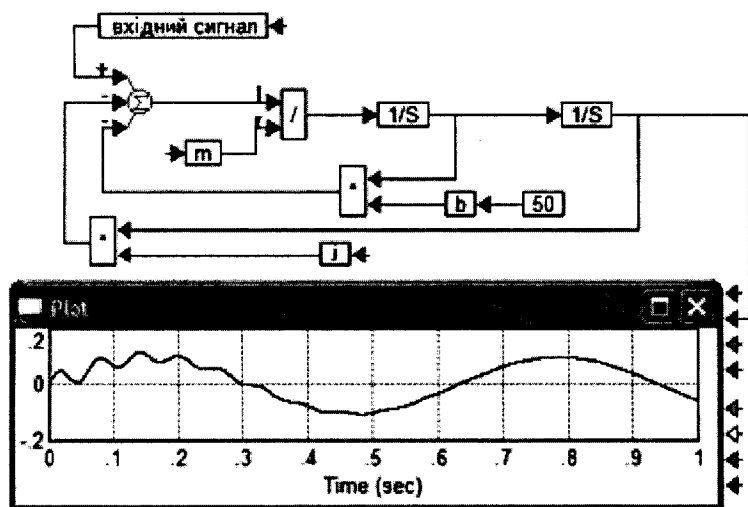 вхідний сигнал
+
-
-
Σ
l
r
/
1/S
1/S
m
*
b
50
*
j
Plot
.2
0
-.2
0 .1 .2 .3 .4 .5 .6 .7 .8 .9 1
Time (sec)